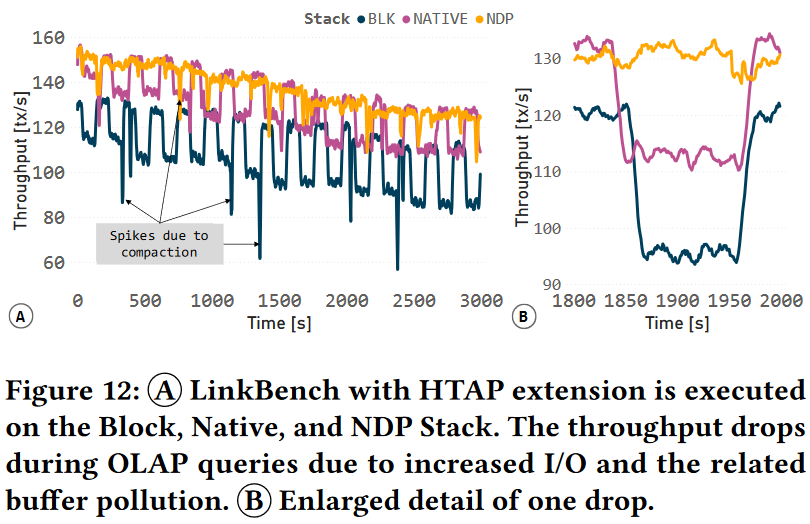 Stack BLK NATIVE NDP
Throughput [tx/s]
160
140
120
100
80
60
Spikes due to
compaction
0 500 1000 1500 2000 2500 3000
A
Time [s]
Throughput [tx/s]
130
120
110
100
90
1800 1850 1900 1950 2000
B
Time [s]
Figure 12: Ⓐ LinkBench with HTAP extension is executed
on the Block, Native, and NDP Stack. The throughput drops
during OLAP queries due to increased I/O and the related
buffer pollution. Ⓑ Enlarged detail of one drop.